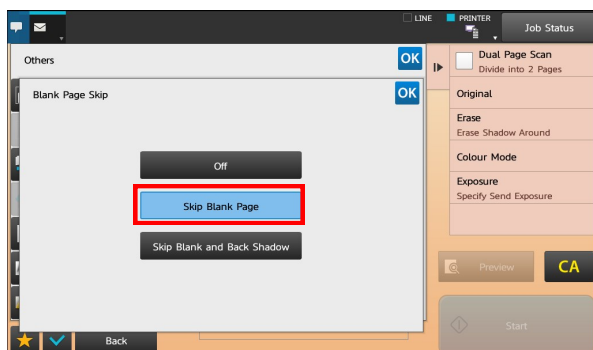 LINE
PRINTER
Job Status
Others
OK
Blank Page Skip
OK
Off
Skip Blank Page
Skip Blank and Back Shadow
Back
Dual Page Scan
Divide into 2 Pages
Original
Erase
Erase Shadow Around
Colour Mode
Exposure
Specify Send Exposure
Preview
CA
Start